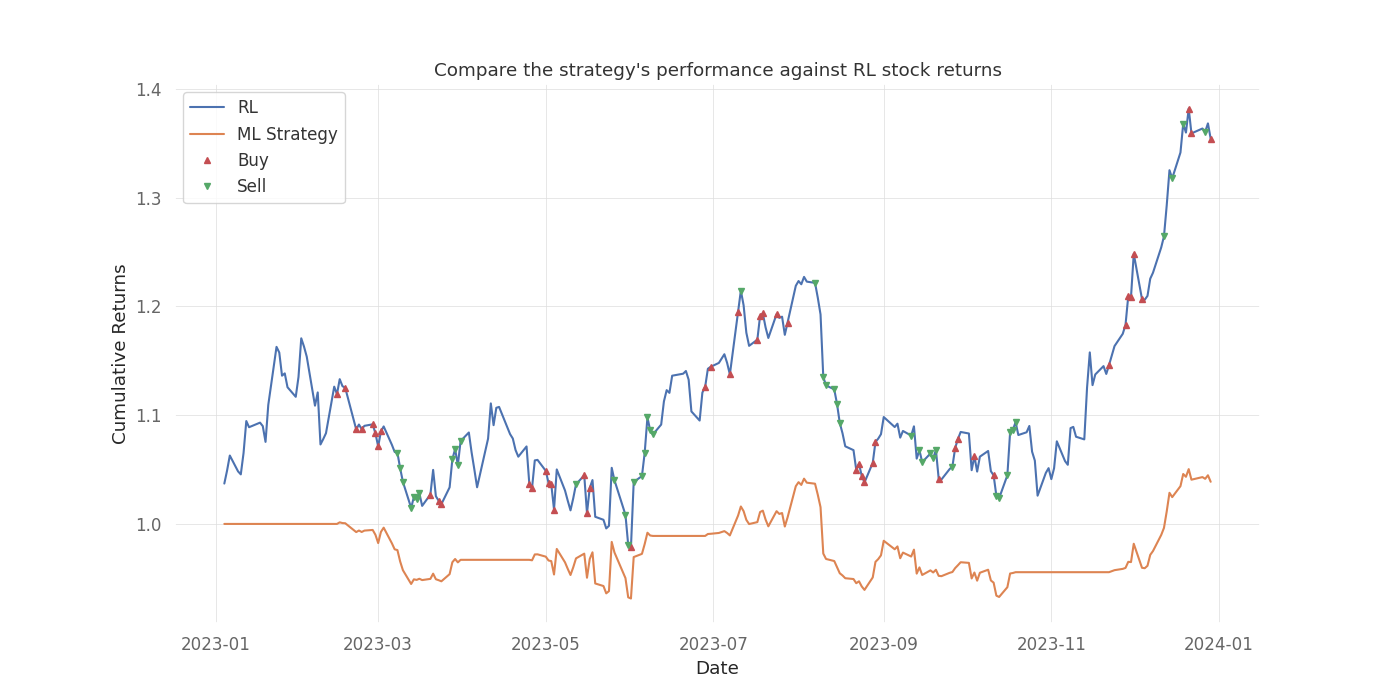 Compare the strategy's performance against RL stock returns
1.4
1.3
1.2
1.1
1.0
Cumulative Returns
RL
ML Strategy
Buy
Sell
2023-01
2023-03
2023-05
2023-07
2023-09
2023-11
2024-01
Date